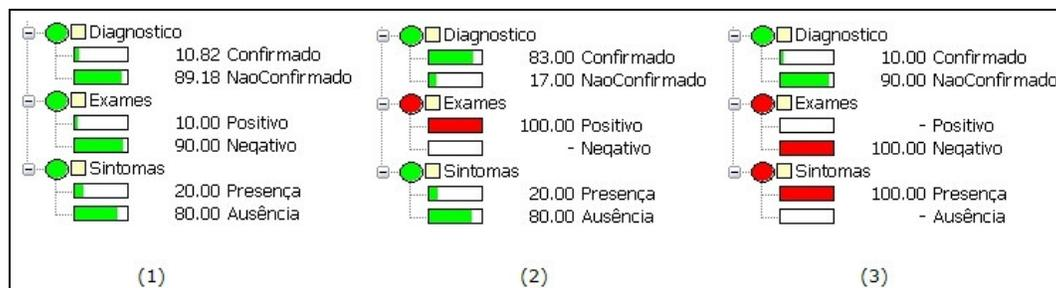 Diagnostico
10.82 Confirmado
89.18 NaoConfirmado
Exames
10.00 Positivo
90.00 Negativo
Sintomas
20.00 Presença
80.00 Ausência
(1)
Diagnostico
83.00 Confirmado
17.00 NaoConfirmado
Exames
100.00 Positivo
- Negativo
Sintomas
20.00 Presença
80.00 Ausência
(2)
Diagnostico
10.00 Confirmado
90.00 NaoConfirmado
Exames
- Positivo
100.00 Negativo
Sintomas
100.00 Presença
- Ausência
(3)